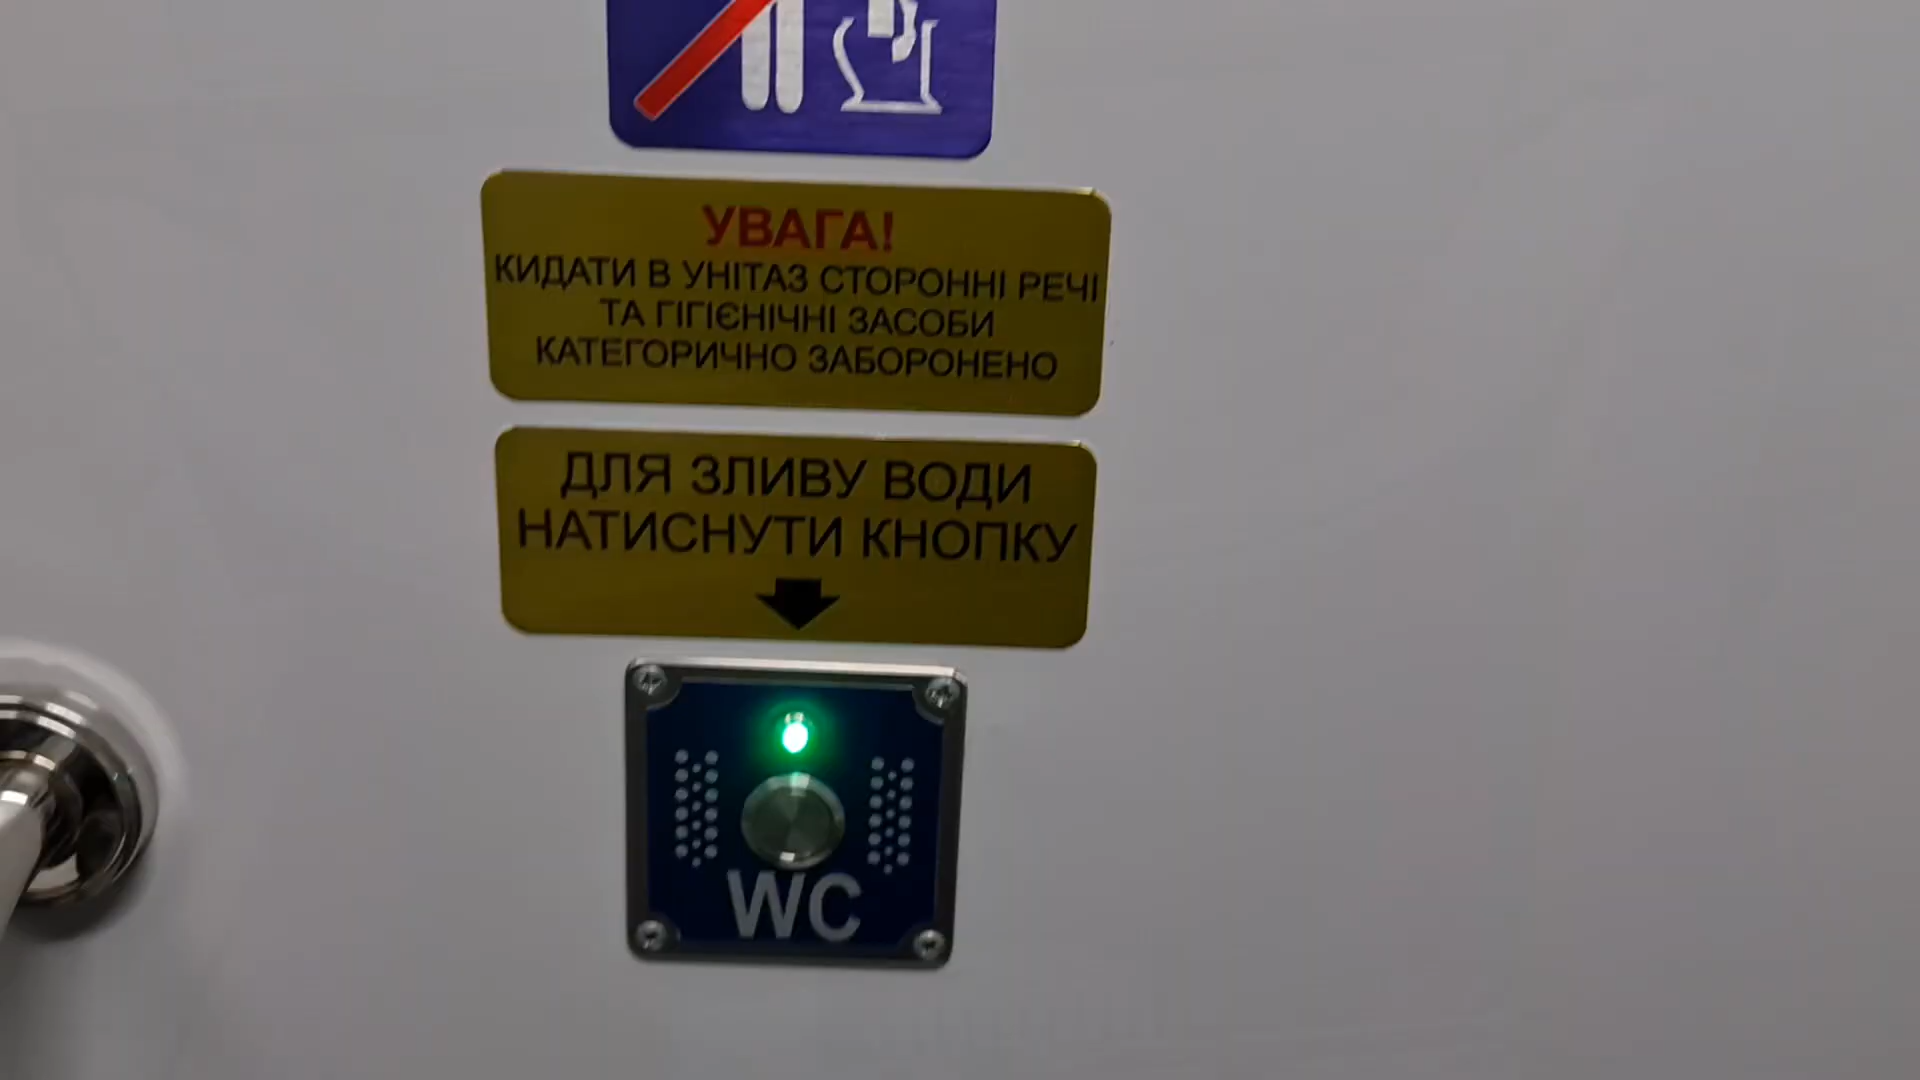 УВАГА!
КИДАТИ В УНІТАЗ СТОРОННІ РЕЧІ
ТА ГІГІЄНІЧНІ ЗАСОБИ
КАТЕГОРИЧНО ЗАБОРОНЕНО
ДЛЯ ЗЛИВУ ВОДИ
НАТИСНУТИ КНОПКУ
WC